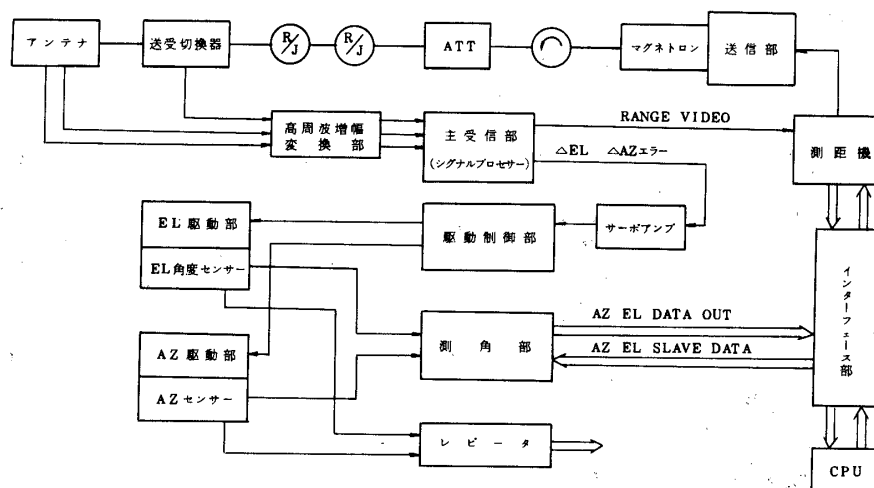 アンテナ
送受切換器
R/J
R/J
ATT
マグネトロン
送信部
高周波増幅
変換部
主受信部
(シグナルプロセサー)
RANGE VIDEO
△EL △AZエラー
測距機
EL駆動部
EL角度センサー
駆動制御部
サーボアンプ
インターフェース部
AZ駆動部
AZセンサー
測角部
AZ EL DATA OUT
AZ EL SLAVE DATA
レピータ
CPU